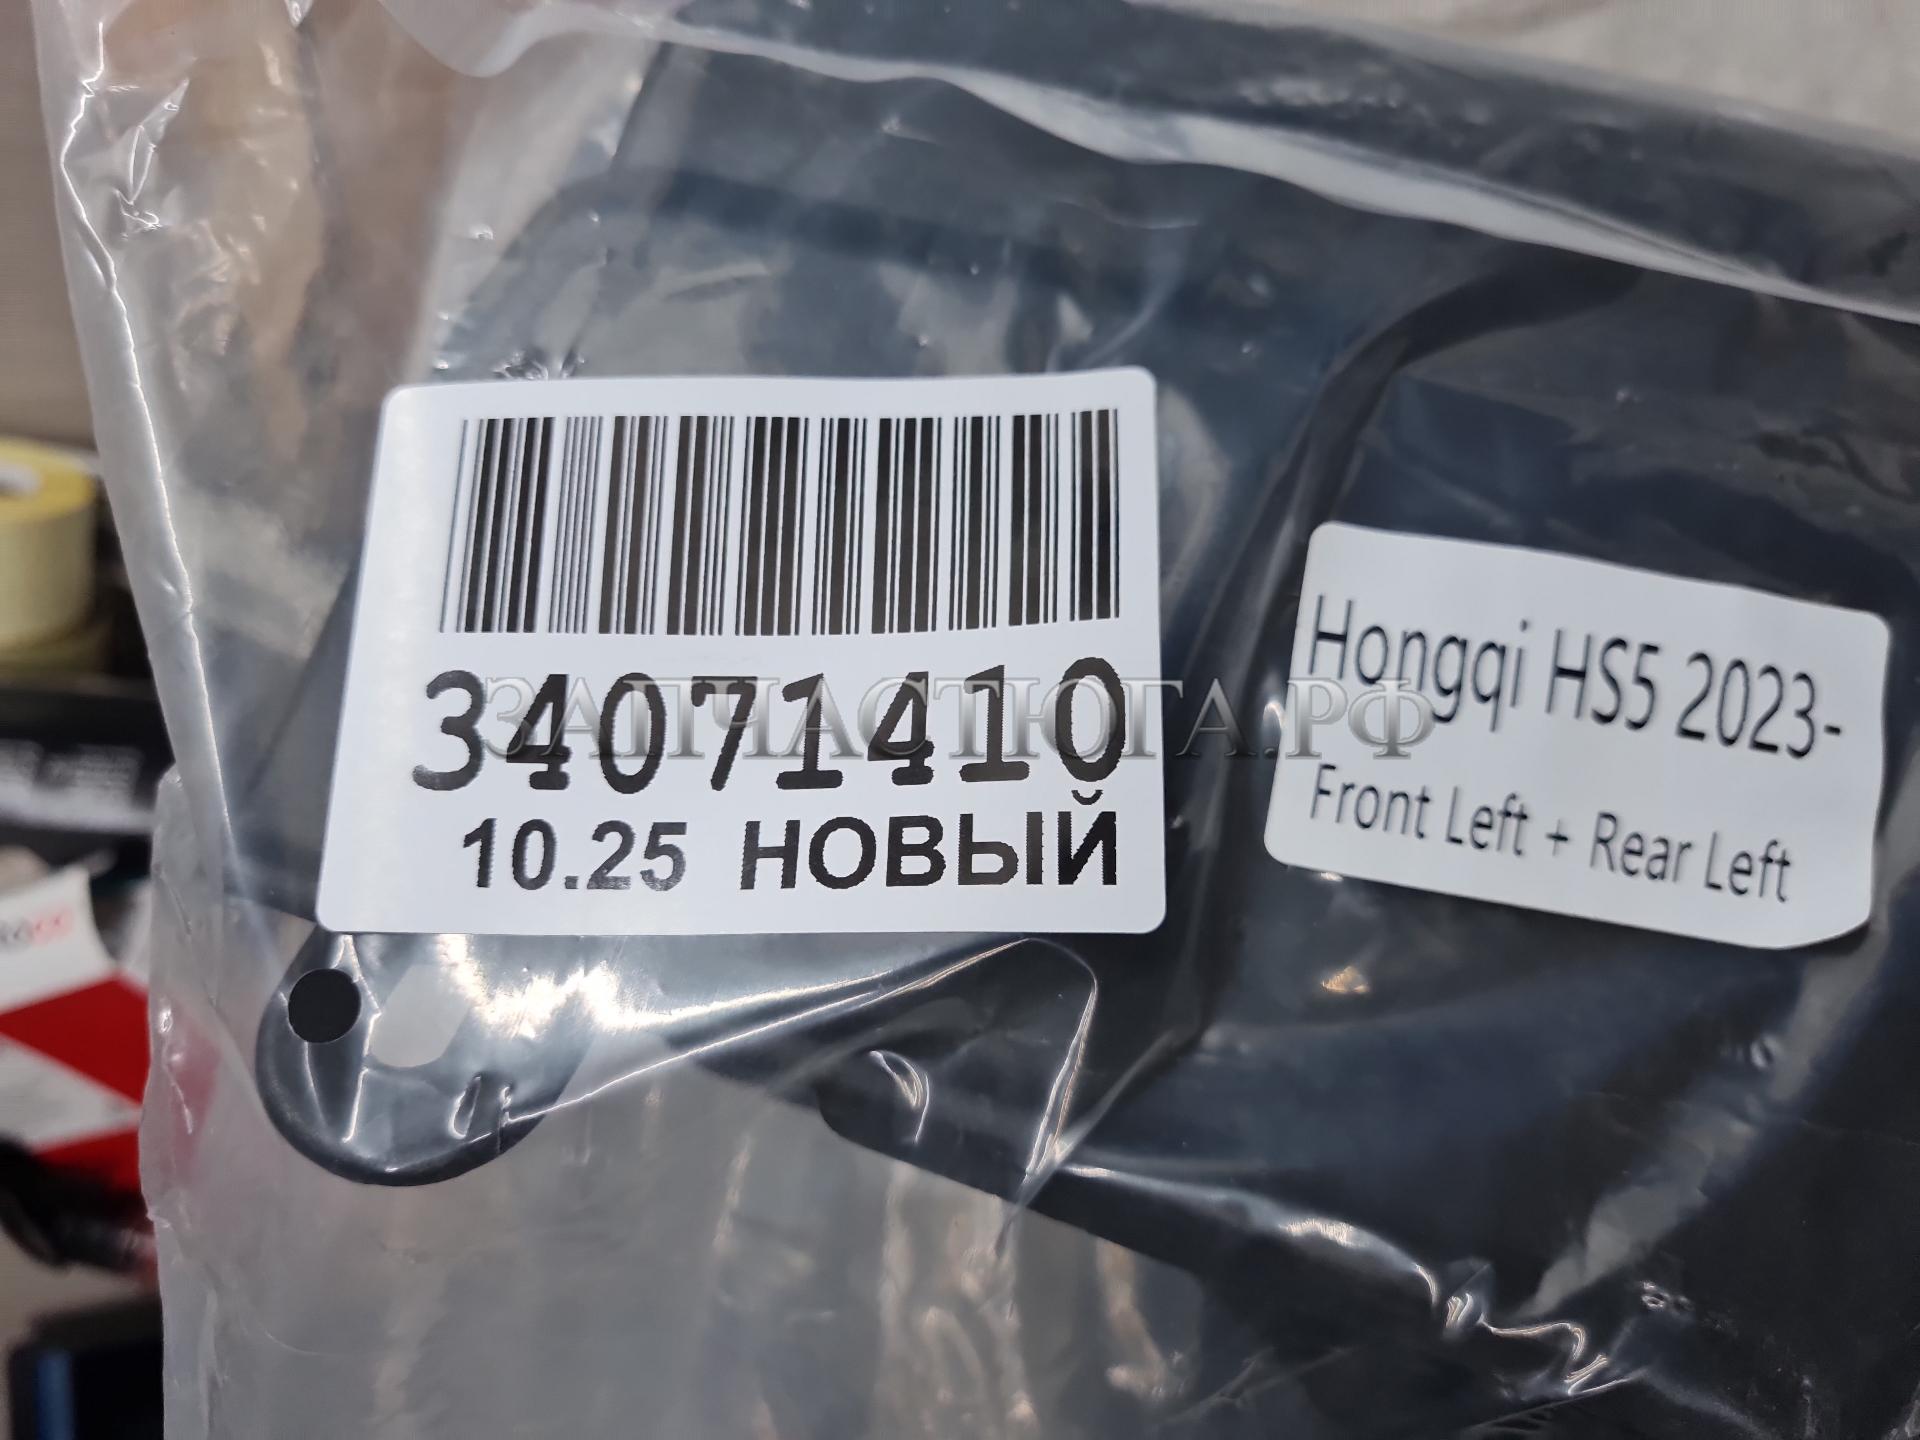 34071410
10.25 НОВЫЙ
ЗАПЧАСТЮГА.РФ
Hongqi HS5 2023-
Front Left + Rear Left